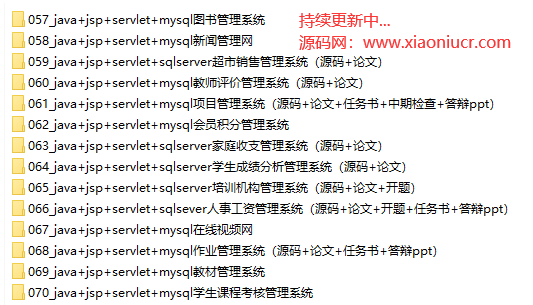 057_java+jsp+servlet+mysql图书管理系统
持续更新中...
058_java+jsp+servlet+mysql新闻管理网
源码网：www.xiaoniucr.com
059_java+jsp+servlet+sqlserver超市销售管理系统（源码+论文）
060_java+jsp+servlet+mysql教师评价管理系统（源码+论文）
061_java+jsp+servlet+mysql项目管理系统（源码+论文+任务书+中期检查+答辩ppt）
062_java+jsp+servlet+mysql会员积分管理系统
063_java+jsp+servlet+sqlserver家庭收支管理系统（源码+论文）
064_java+jsp+servlet+sqlserver学生成绩分析管理系统（源码+论文）
065_java+jsp+servlet+sqlserver培训机构管理系统（源码+论文+开题）
066_java+jsp+servlet+sqlsever人事工资管理系统（源码+论文+开题+任务书+答辩ppt）
067_java+jsp+servlet+mysql在线视频网
068_java+jsp+servlet+mysql作业管理系统（源码+论文+任务书+答辩ppt）
069_java+jsp+servlet+mysql教材管理系统
070_java+jsp+servlet+mysql学生课程考核管理系统